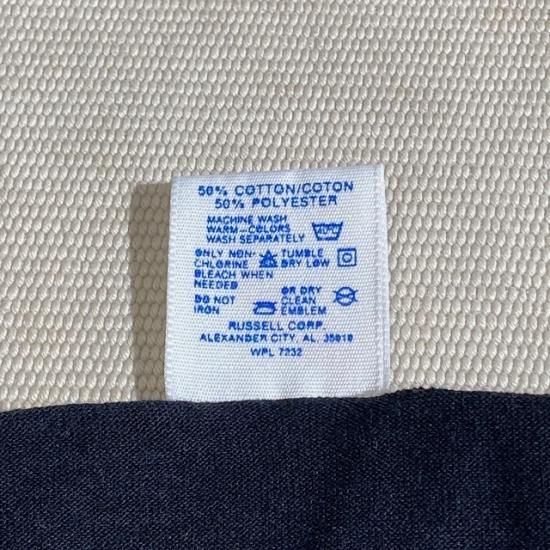 50% COTTON/COTON
50% POLYESTER
MACHINE WASH
WARM-COLORS
WASH SEPARATELY
ONLY NON-
CHLORINE
BLEACH WHEN
NEEDED
TUMBLE
DRY LOW
DO NOT
IRON
OR DRY
CLEAN
EMBLEM
RUSSELL CORP.
ALEXANDER CITY, AL. 35010
WPL 7232